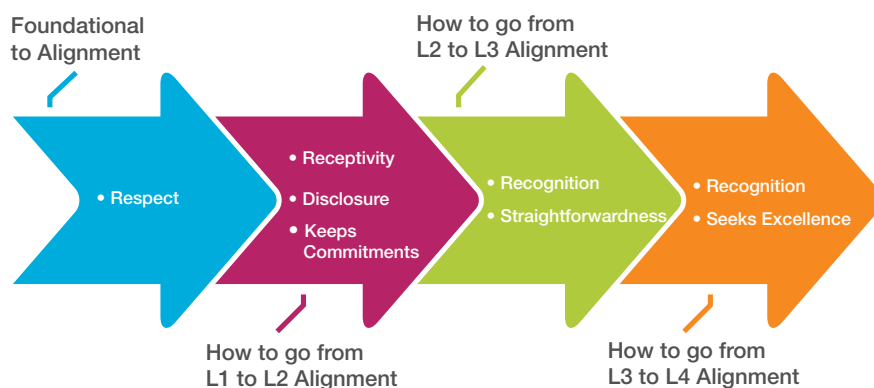 Foundational
to Alignment
• Respect
How to go from
L1 to L2 Alignment
• Receptivity
• Disclosure
• Keeps
Commitments
How to go from
L2 to L3 Alignment
• Recognition
• Straightforwardness
How to go from
L3 to L4 Alignment
• Recognition
• Seeks Excellence